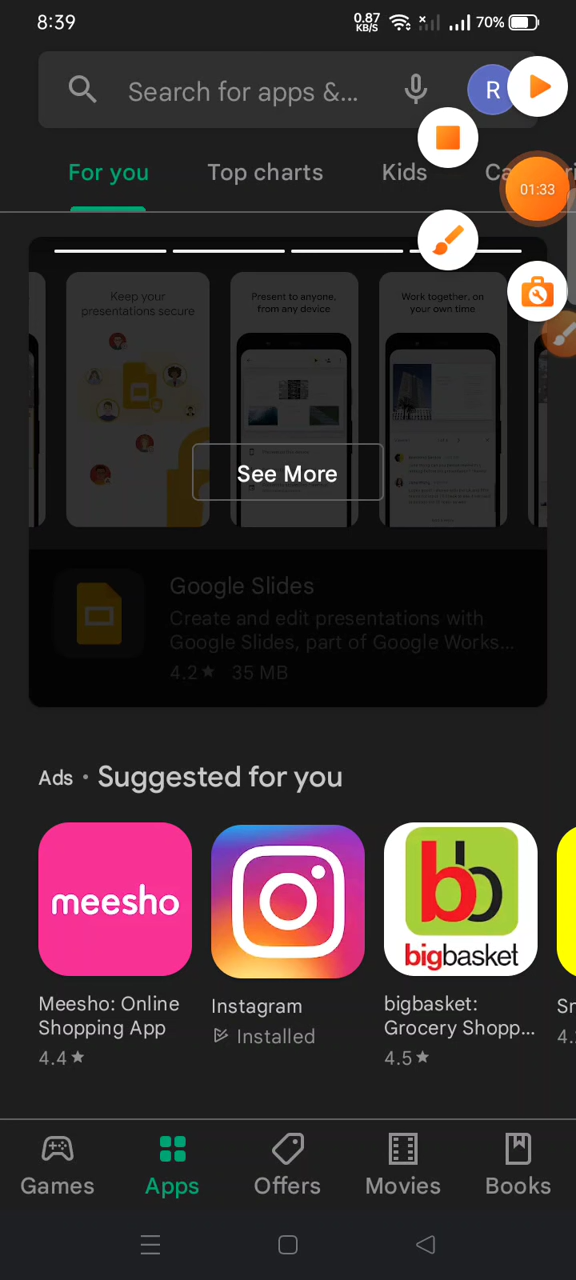 8:39
0.87
KB/S
70%
Search for apps &...
R
01:33
For you
Top charts
Kids
Keep your
presentations secure
Present to anyone,
from any device
Work together, on
your own time
See More
Google Slides
Create and edit presentations with
Google Slides, part of Google Works...
4.2★ 35 MB
Ads • Suggested for you
meesho
bb
bigbasket
Meesho: Online
Shopping App
4.4★
Instagram
Installed
bigbasket:
Grocery Shopp...
4.5★
Games
Apps
Offers
Movies
Books